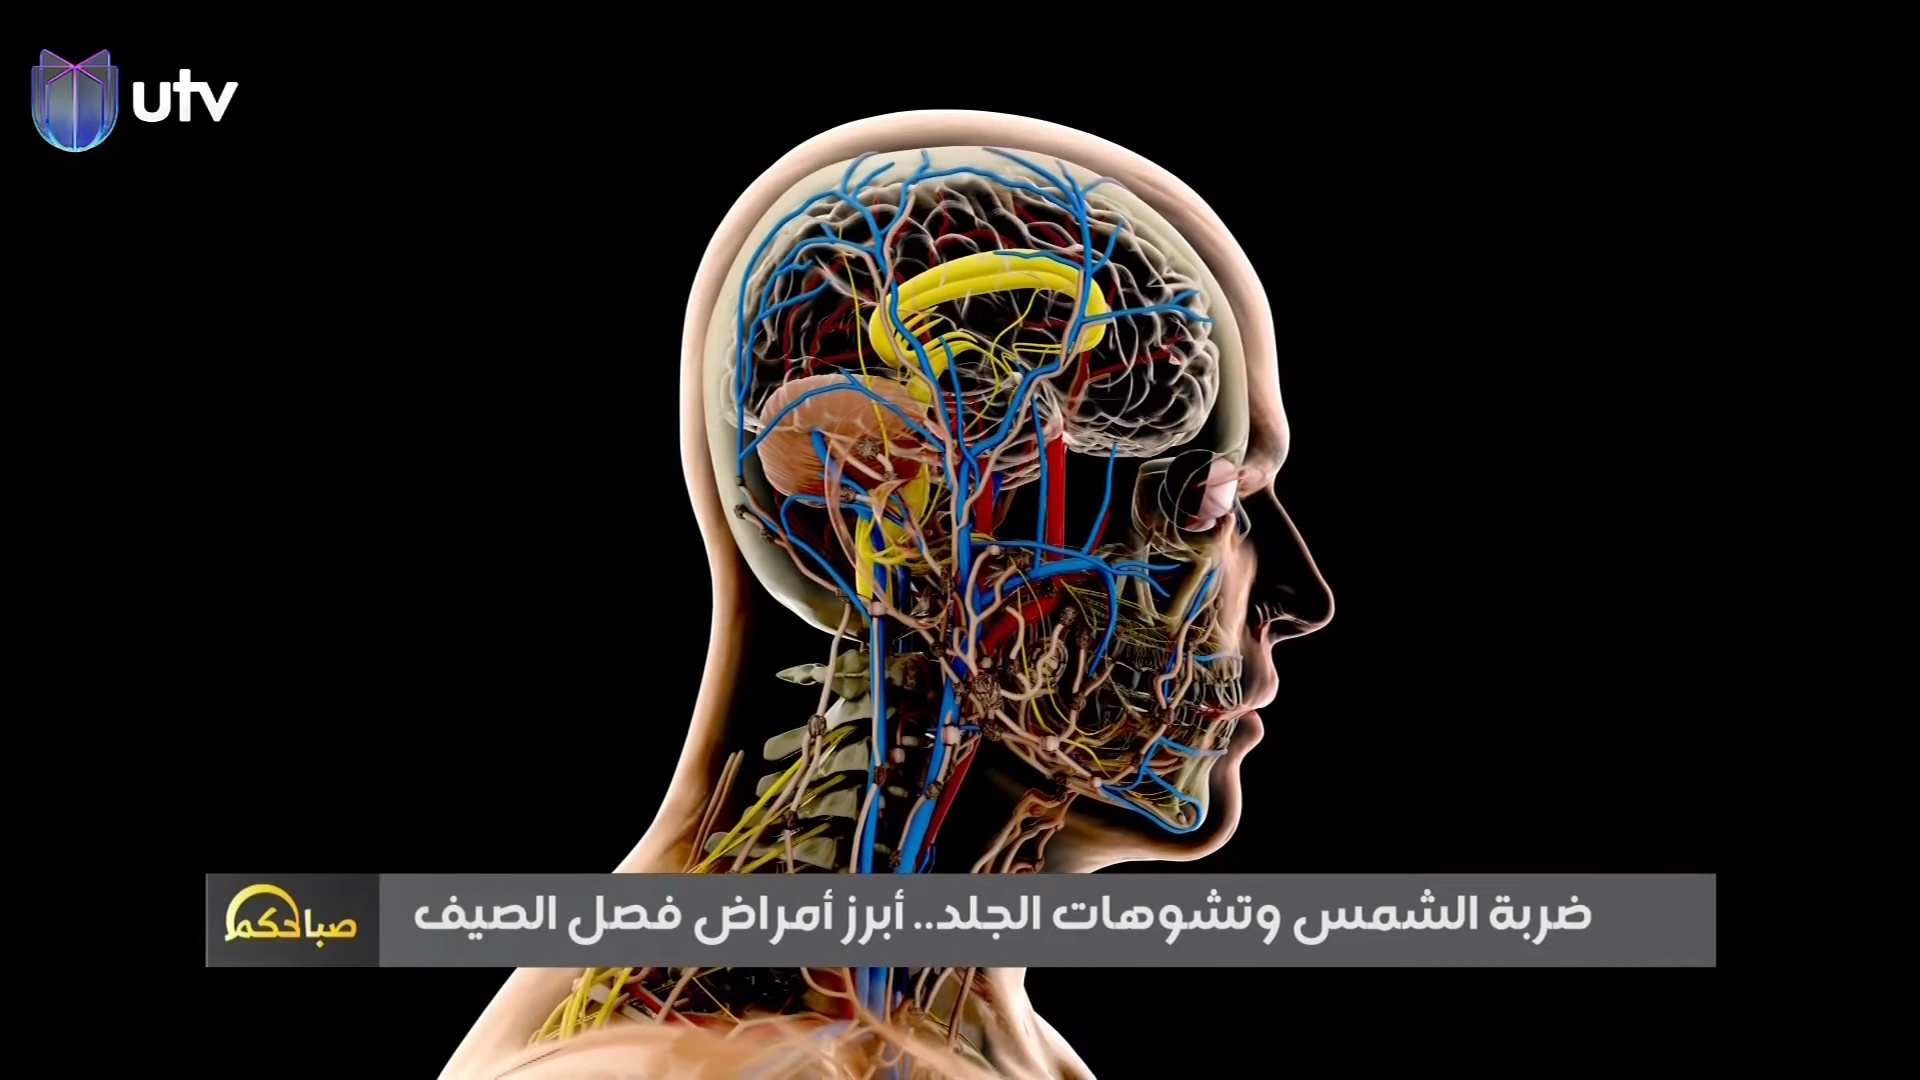 utv
ضربة الشمس وتشوهات الجلد.. أبرز أمراض فصل الصيف
صباحكم